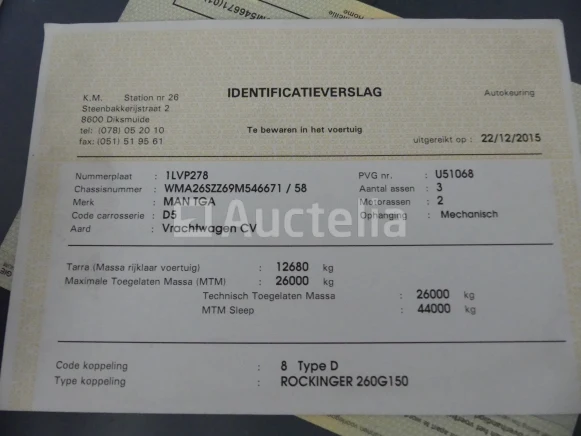 IDENTIFICATIEVERSLAG
Autokeuring
K.M. Station nr 26
Steenbakkerijstraat 2
8600 Diksmuide
tel: (078) 05 20 10
fax: (051) 51 95 61
Te bewaren in het voertuig
uitgereikt op : 22/12/2015
Nummerplaat : 1LVP278 PVG nr. : U51068
Chassisnummer : WMA26SZZ69M546671 / 58 Aantal assen : 3
Merk : MAN TGA Motorassen : 2
Code carrosserie : D5 Ophanging : Mechanisch
Aard : Vrachtwagen CV
Auctelia
Tarra (Massa rijklaar voertuig) : 12680 kg
Maximale Toegelaten Massa (MTM) : 26000 kg
Technisch Toegelaten Massa : 26000 kg
MTM Sleep : 44000 kg
Code koppeling : 8 Type D
Type koppeling : ROCKINGER 260G150